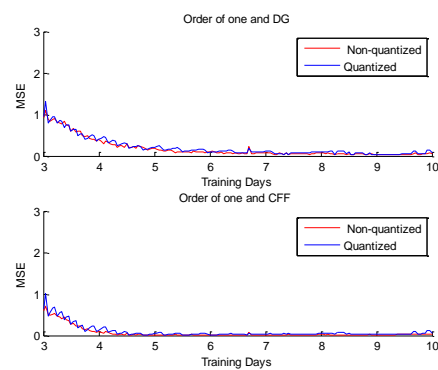 Order of one and DG
3
2
1
0
MSE
Non-quantized
Quantized
3 4 5 6 7 8 9 10
Training Days
Order of one and CFF
3
2
1
0
MSE
Non-quantized
Quantized
3 4 5 6 7 8 9 10
Training Days